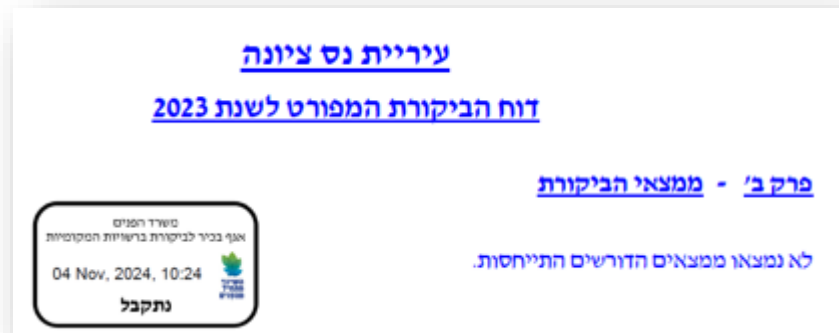 עיריית נס ציונה
דוח הביקורת המפורט לשנת 2023
פרק ב' - ממצאי הביקורת
לא נמצאו ממצאים הדורשים התייחסות.
משרד הפנים
אגף בכיר לביקורת ברשויות המקומיות
04 Nov, 2024, 10:24
נתקבל